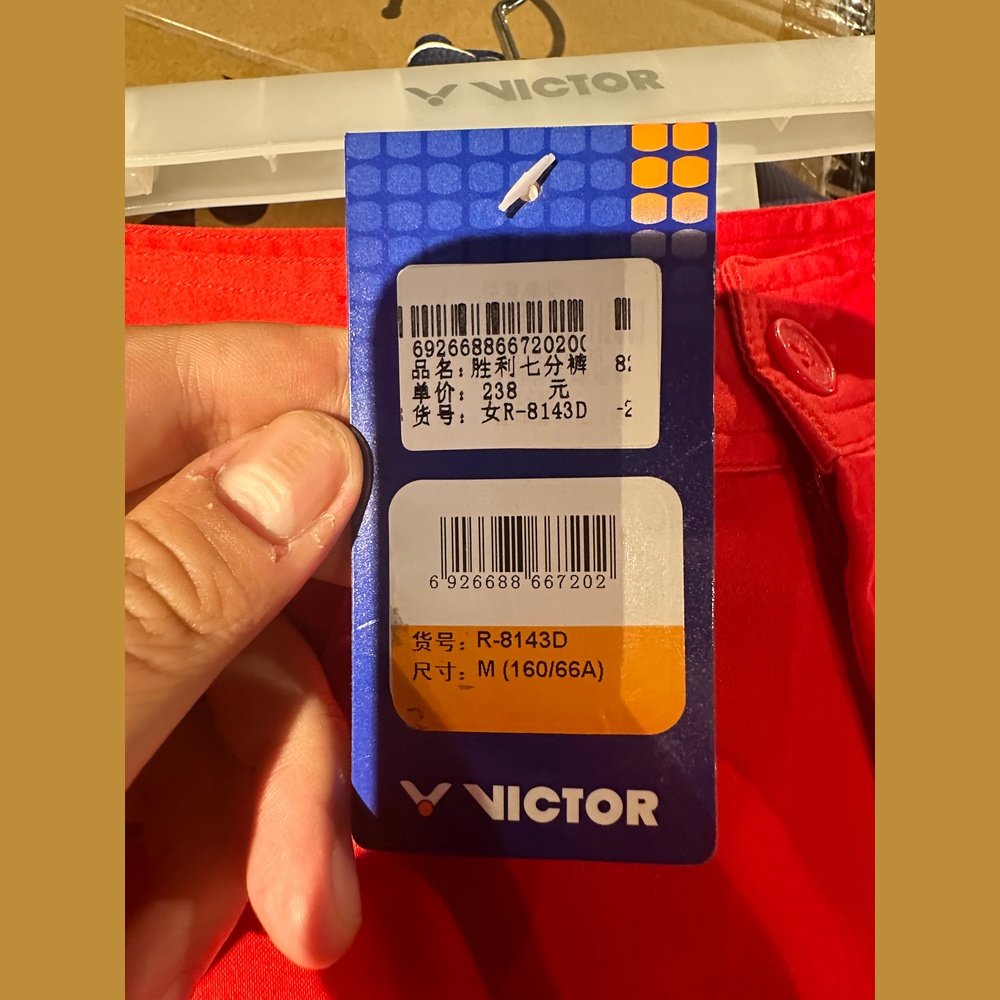 VICTOR
692668866720200
品名:胜利七分裤
单价: 238 元
货号: 女R-8143D
6 926688 667202
货号: R-8143D
尺寸: M (160/66A)
VICTOR